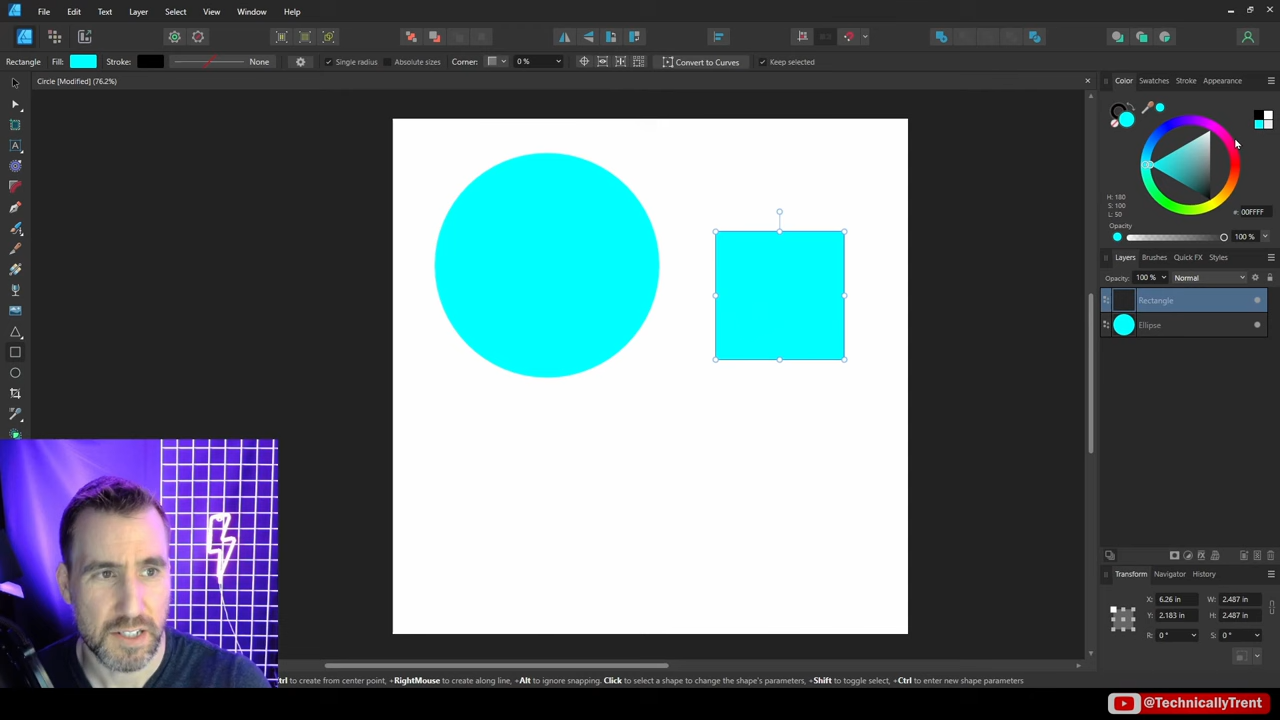 File Edit Text Layer Select View Window Help
Rectangle Fill: Stroke: None Single radius Absolute sizes Corner: 0 % Convert to Curves Keep selected
Circle [Modified] (76.2%)
Color Swatches Stroke Appearance
H: 180
S: 100
L: 50
#: 00FFFF
Opacity
100 %
Layers Brushes Quick FX Styles
Opacity: 100 % Normal
Rectangle
Ellipse
Transform Navigator History
X: 6.26 in W: 2.487 in
Y: 2.183 in H: 2.487 in
R: 0 ° S: 0 °
trl to create from center point, +RightMouse to create along line, +Alt to ignore snapping. Click to select a shape to change the shape's parameters, +Shift to toggle select, +Ctrl to enter new shape parameters
@TechnicallyTrent